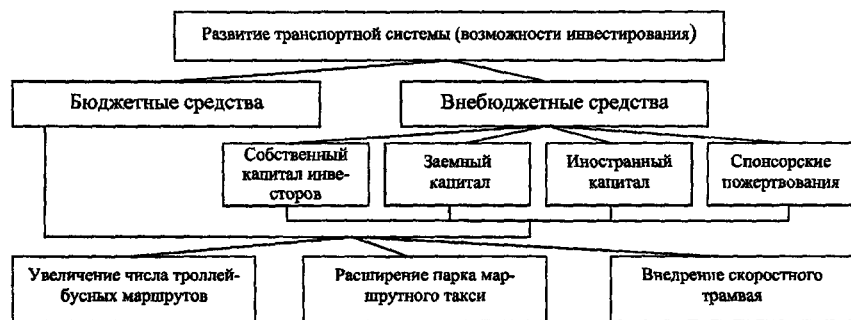 Развитие транспортной системы (возможности инвестирования)
Бюджетные средства
Внебюджетные средства
Собственный
капитал инве-
сторов
Заемный
капитал
Иностранный
капитал
Спонсорские
пожертвования
Увеличение числа троллей-
бусных маршрутов
Расширение парка мар-
шрутного такси
Внедрение скоростного
трамвая